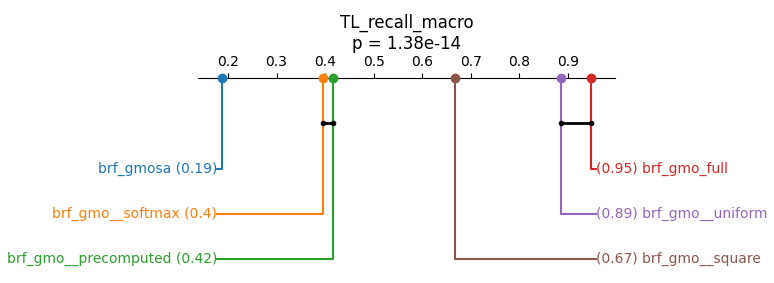 TL_recall_macro
p = 1.38e-14
0.2 0.3 0.4 0.5 0.6 0.7 0.8 0.9
brf_gmosa (0.19) (0.95) brf_gmo_full
brf_gmo__softmax (0.4) (0.89) brf_gmo__uniform
brf_gmo__precomputed (0.42) (0.67) brf_gmo__square